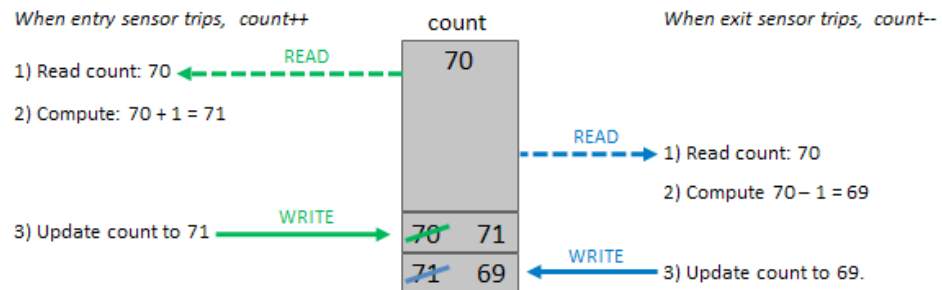 When entry sensor trips, count++
count
When exit sensor trips, count--
READ
70
1) Read count: 70
2) Compute: 70 + 1 = 71
READ
1) Read count: 70
2) Compute 70 – 1 = 69
WRITE
3) Update count to 71
70 71
WRITE
71 69
3) Update count to 69.